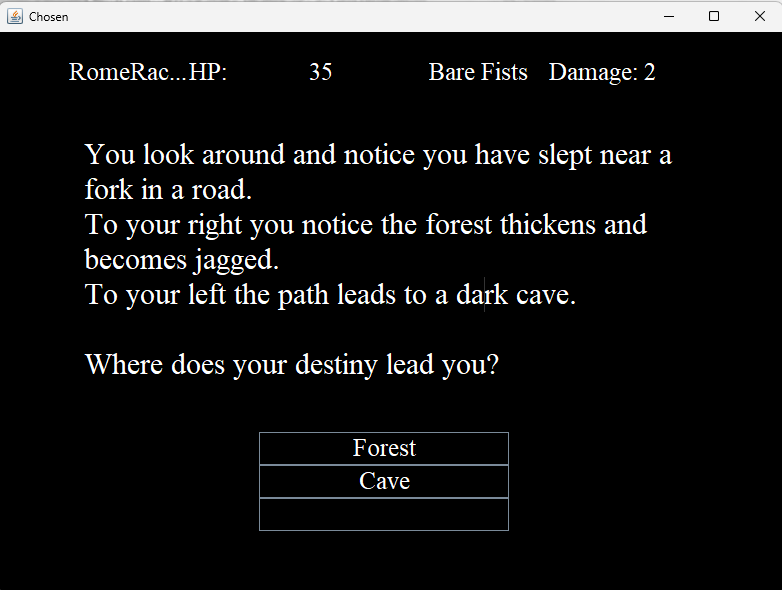 Chosen
RomeRac... HP: 35 Bare Fists Damage: 2
You look around and notice you have slept near a
fork in a road.
To your right you notice the forest thickens and
becomes jagged.
To your left the path leads to a dark cave.
Where does your destiny lead you?
Forest
Cave